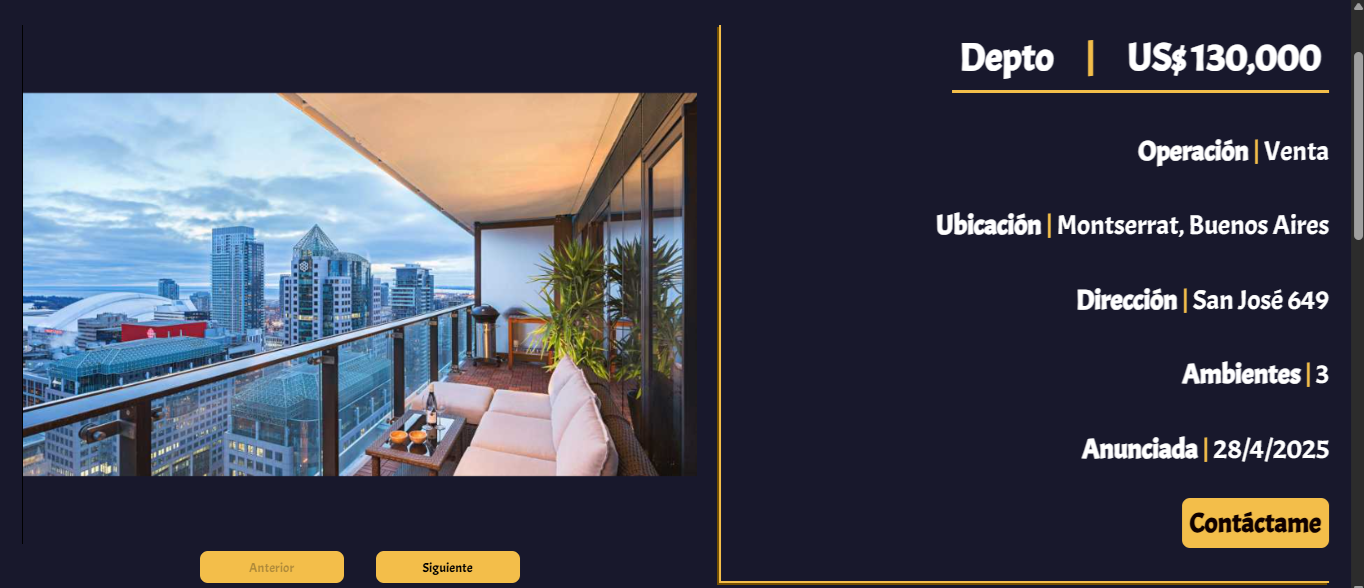 Depto | US$ 130,000
Operación | Venta
Ubicación | Montserrat, Buenos Aires
Dirección | San José 649
Ambientes | 3
Anunciada | 28/4/2025
Contáctame
Anterior
Siguiente